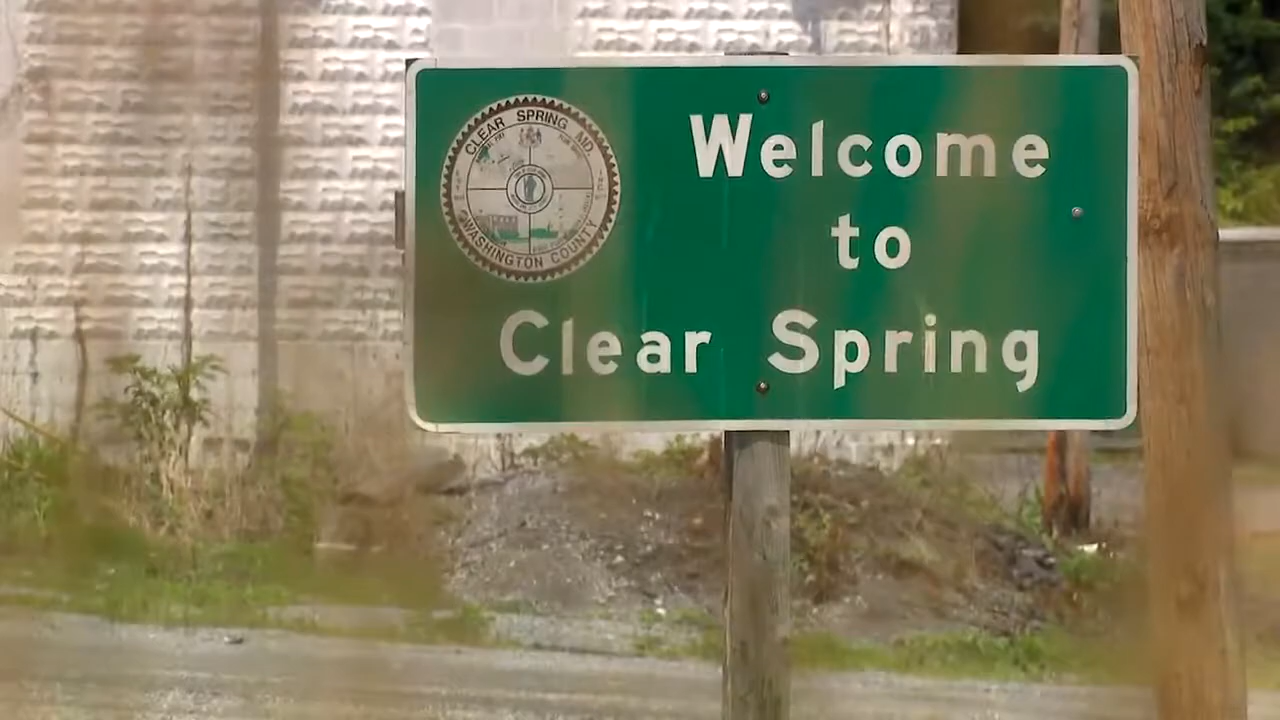 CLEAR SPRING MD.
WASHINGTON COUNTY
Welcome
to
Clear Spring